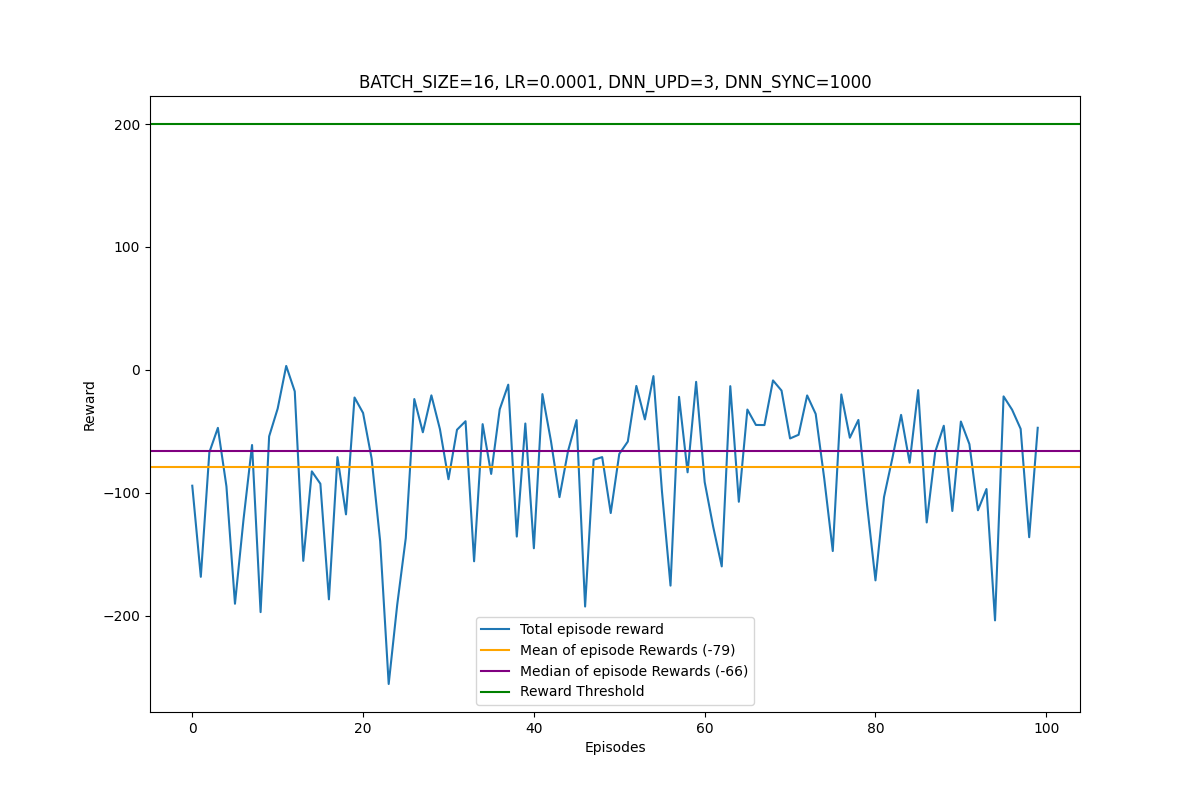 BATCH_SIZE=16, LR=0.0001, DNN_UPD=3, DNN_SYNC=1000
200
100
0
−100
−200
Reward
Total episode reward
Mean of episode Rewards (-79)
Median of episode Rewards (-66)
Reward Threshold
0 20 40 60 80 100
Episodes